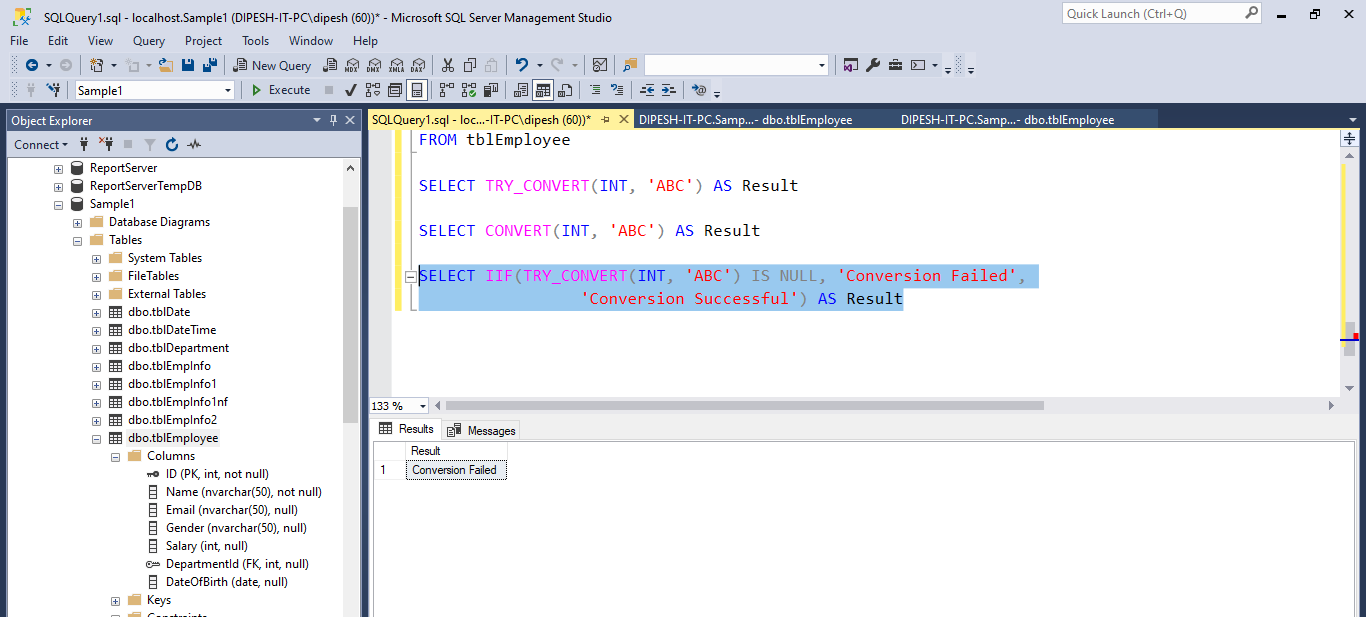 SQLQuery1.sql - localhost.Sample1 (DIPESH-IT-PC\dipesh (60))* - Microsoft SQL Server Management Studio
Quick Launch (Ctrl+Q)
File Edit View Query Project Tools Window Help
New Query
MDX DMX XMLA DAX
Sample1
Execute
Object Explorer
Connect
ReportServer
ReportServerTempDB
Sample1
Database Diagrams
Tables
System Tables
FileTables
External Tables
dbo.tblDate
dbo.tblDateTime
dbo.tblDepartment
dbo.tblEmpInfo
dbo.tblEmpInfo1
dbo.tblEmpInfo1nf
dbo.tblEmpInfo2
dbo.tblEmployee
Columns
ID (PK, int, not null)
Name (nvarchar(50), not null)
Email (nvarchar(50), null)
Gender (nvarchar(50), null)
Salary (int, null)
DepartmentId (FK, int, null)
DateOfBirth (date, null)
Keys
Constraints
SQLQuery1.sql - loc...-IT-PC\dipesh (60))*
DIPESH-IT-PC.Samp...- dbo.tblEmployee
DIPESH-IT-PC.Samp...- dbo.tblEmployee
FROM tblEmployee
SELECT TRY_CONVERT(INT, 'ABC') AS Result
SELECT CONVERT(INT, 'ABC') AS Result
SELECT IIF(TRY_CONVERT(INT, 'ABC') IS NULL, 'Conversion Failed',
'Conversion Successful') AS Result
133 %
Results Messages
Result
1 Conversion Failed